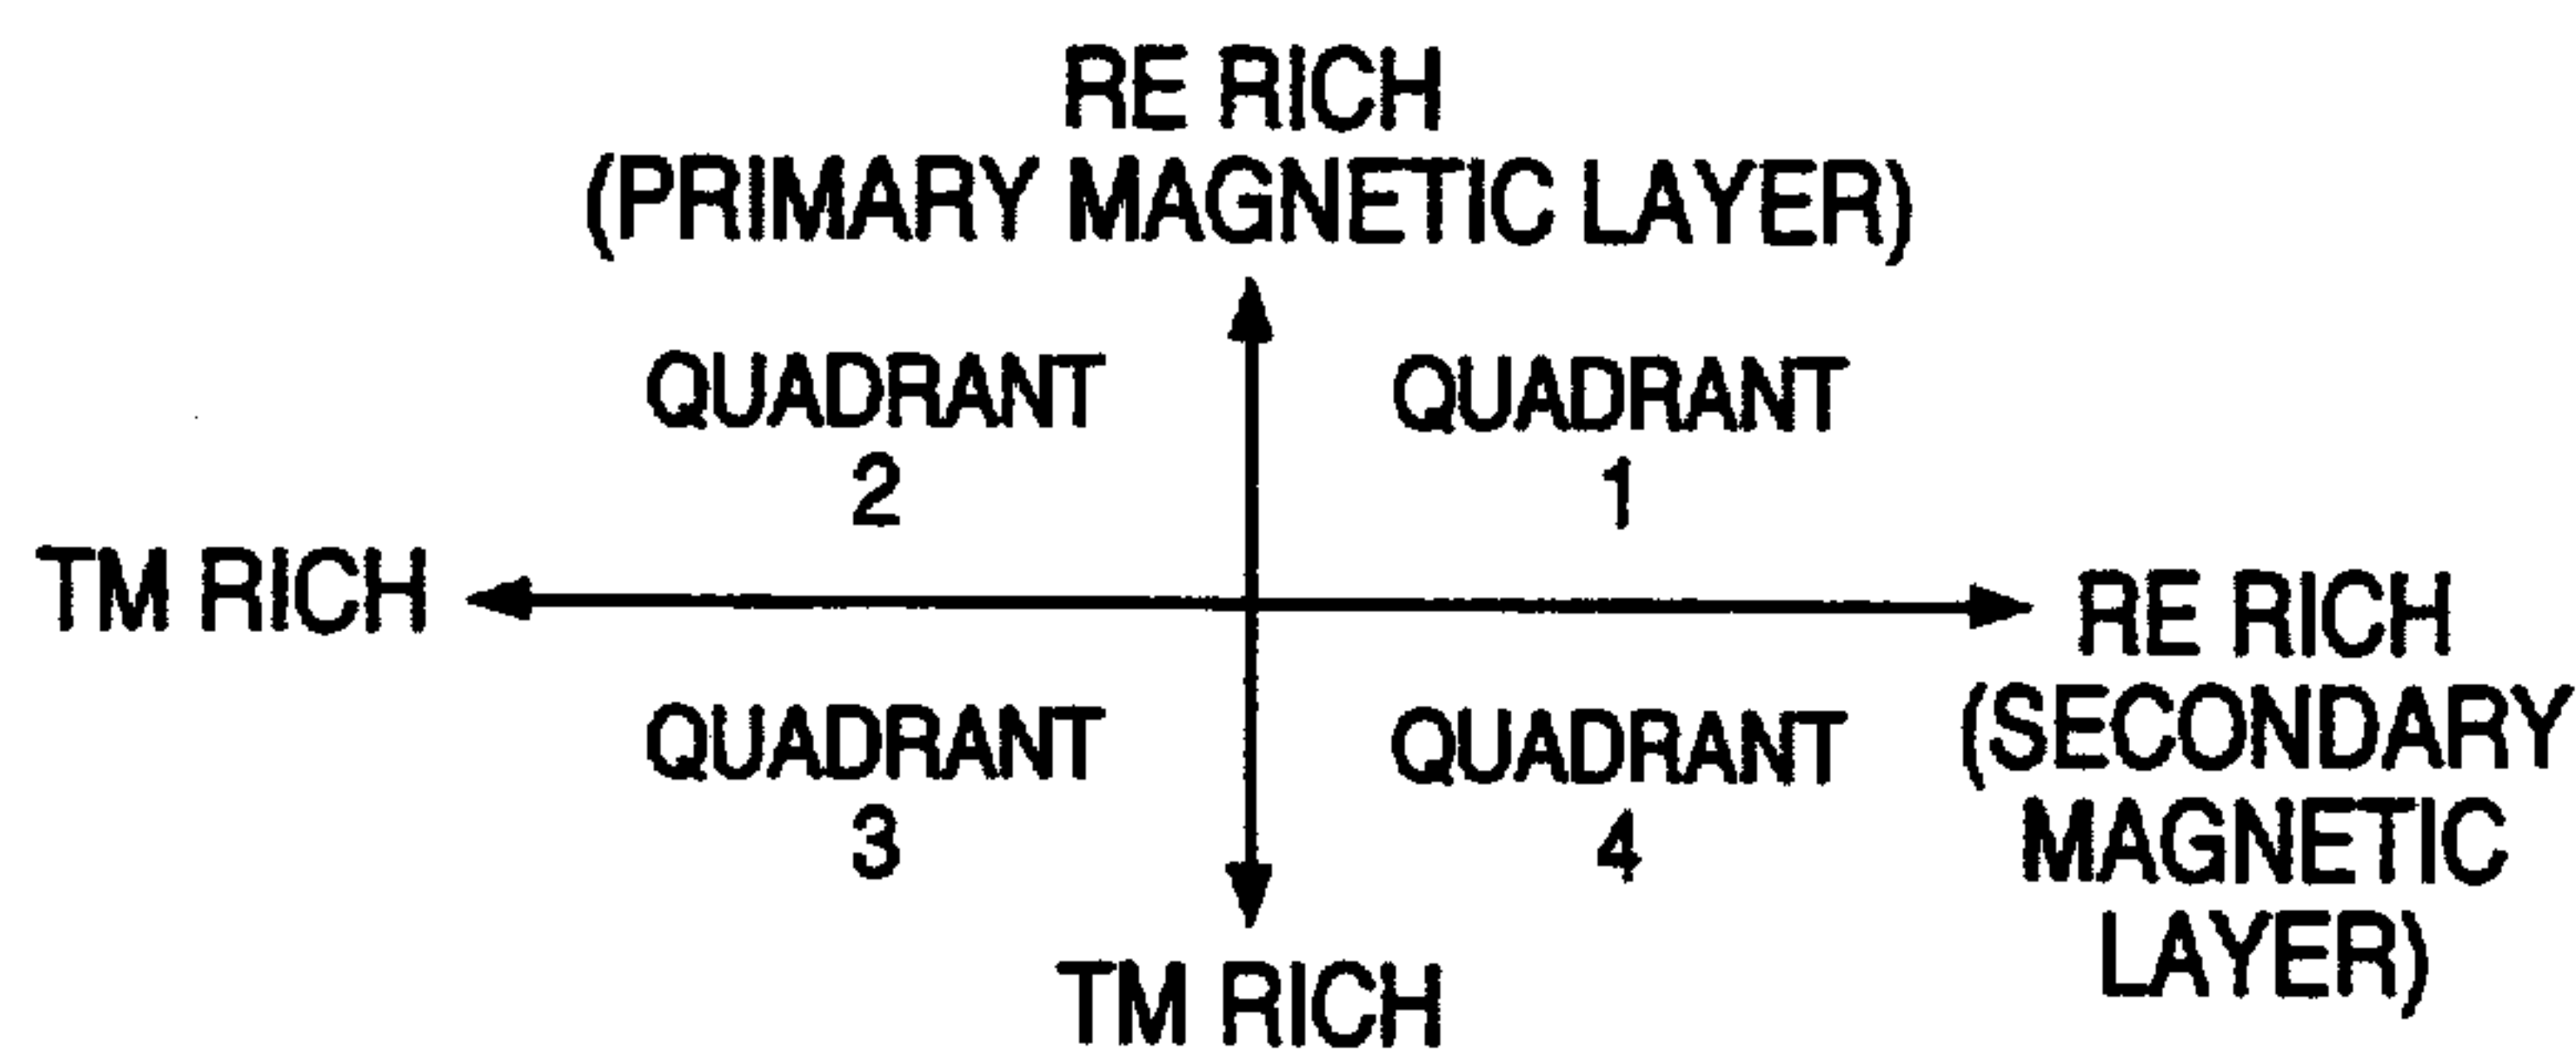 RE RICH
(PRIMARY MAGNETIC LAYER)
QUADRANT
2
QUADRANT
1
TM RICH
RE RICH
(SECONDARY
MAGNETIC
LAYER)
QUADRANT
3
QUADRANT
4
TM RICH